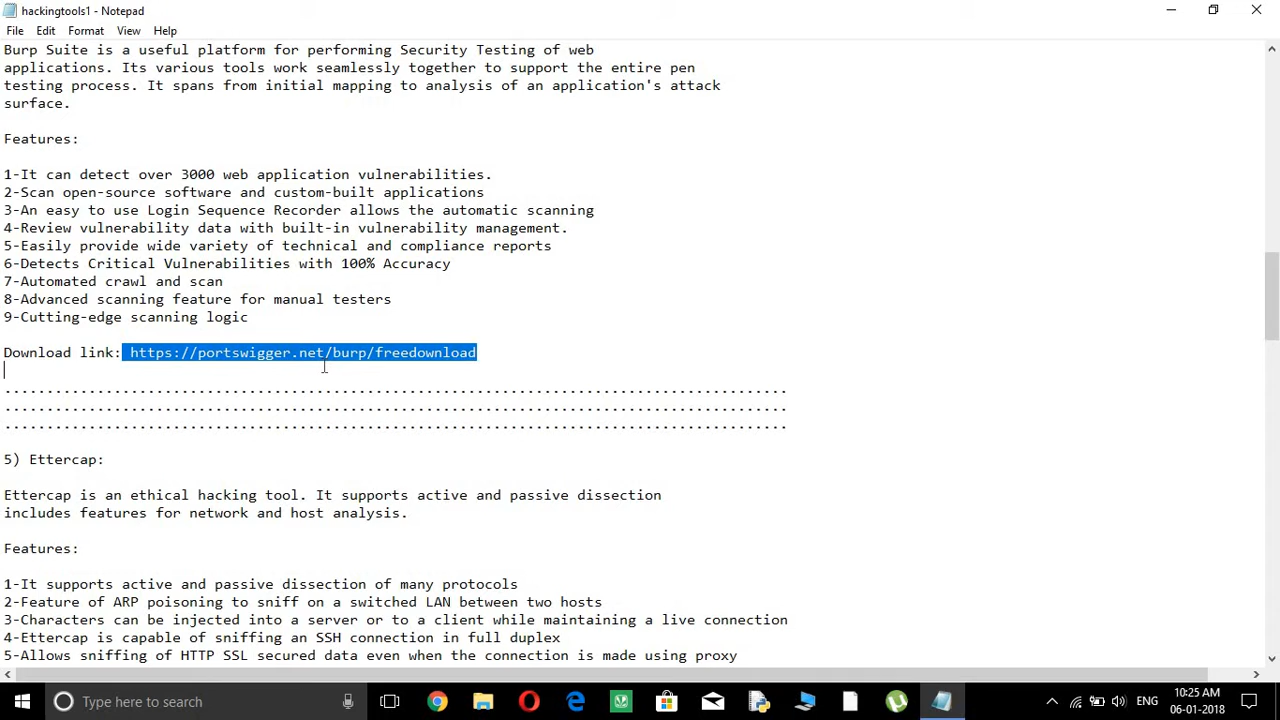 hackingtools1 - Notepad
File Edit Format View Help
Burp Suite is a useful platform for performing Security Testing of web
applications. Its various tools work seamlessly together to support the entire pen
testing process. It spans from initial mapping to analysis of an application's attack
surface.
Features:
1-It can detect over 3000 web application vulnerabilities.
2-Scan open-source software and custom-built applications
3-An easy to use Login Sequence Recorder allows the automatic scanning
4-Review vulnerability data with built-in vulnerability management.
5-Easily provide wide variety of technical and compliance reports
6-Detects Critical Vulnerabilities with 100% Accuracy
7-Automated crawl and scan
8-Advanced scanning feature for manual testers
9-Cutting-edge scanning logic
Download link: https://portswigger.net/burp/freedownload
.............................................................................................
.............................................................................................
.............................................................................................
5) Ettercap:
Ettercap is an ethical hacking tool. It supports active and passive dissection
includes features for network and host analysis.
Features:
1-It supports active and passive dissection of many protocols
2-Feature of ARP poisoning to sniff on a switched LAN between two hosts
3-Characters can be injected into a server or to a client while maintaining a live connection
4-Ettercap is capable of sniffing an SSH connection in full duplex
5-Allows sniffing of HTTP SSL secured data even when the connection is made using proxy
Type here to search
ENG
10:25 AM
06-01-2018